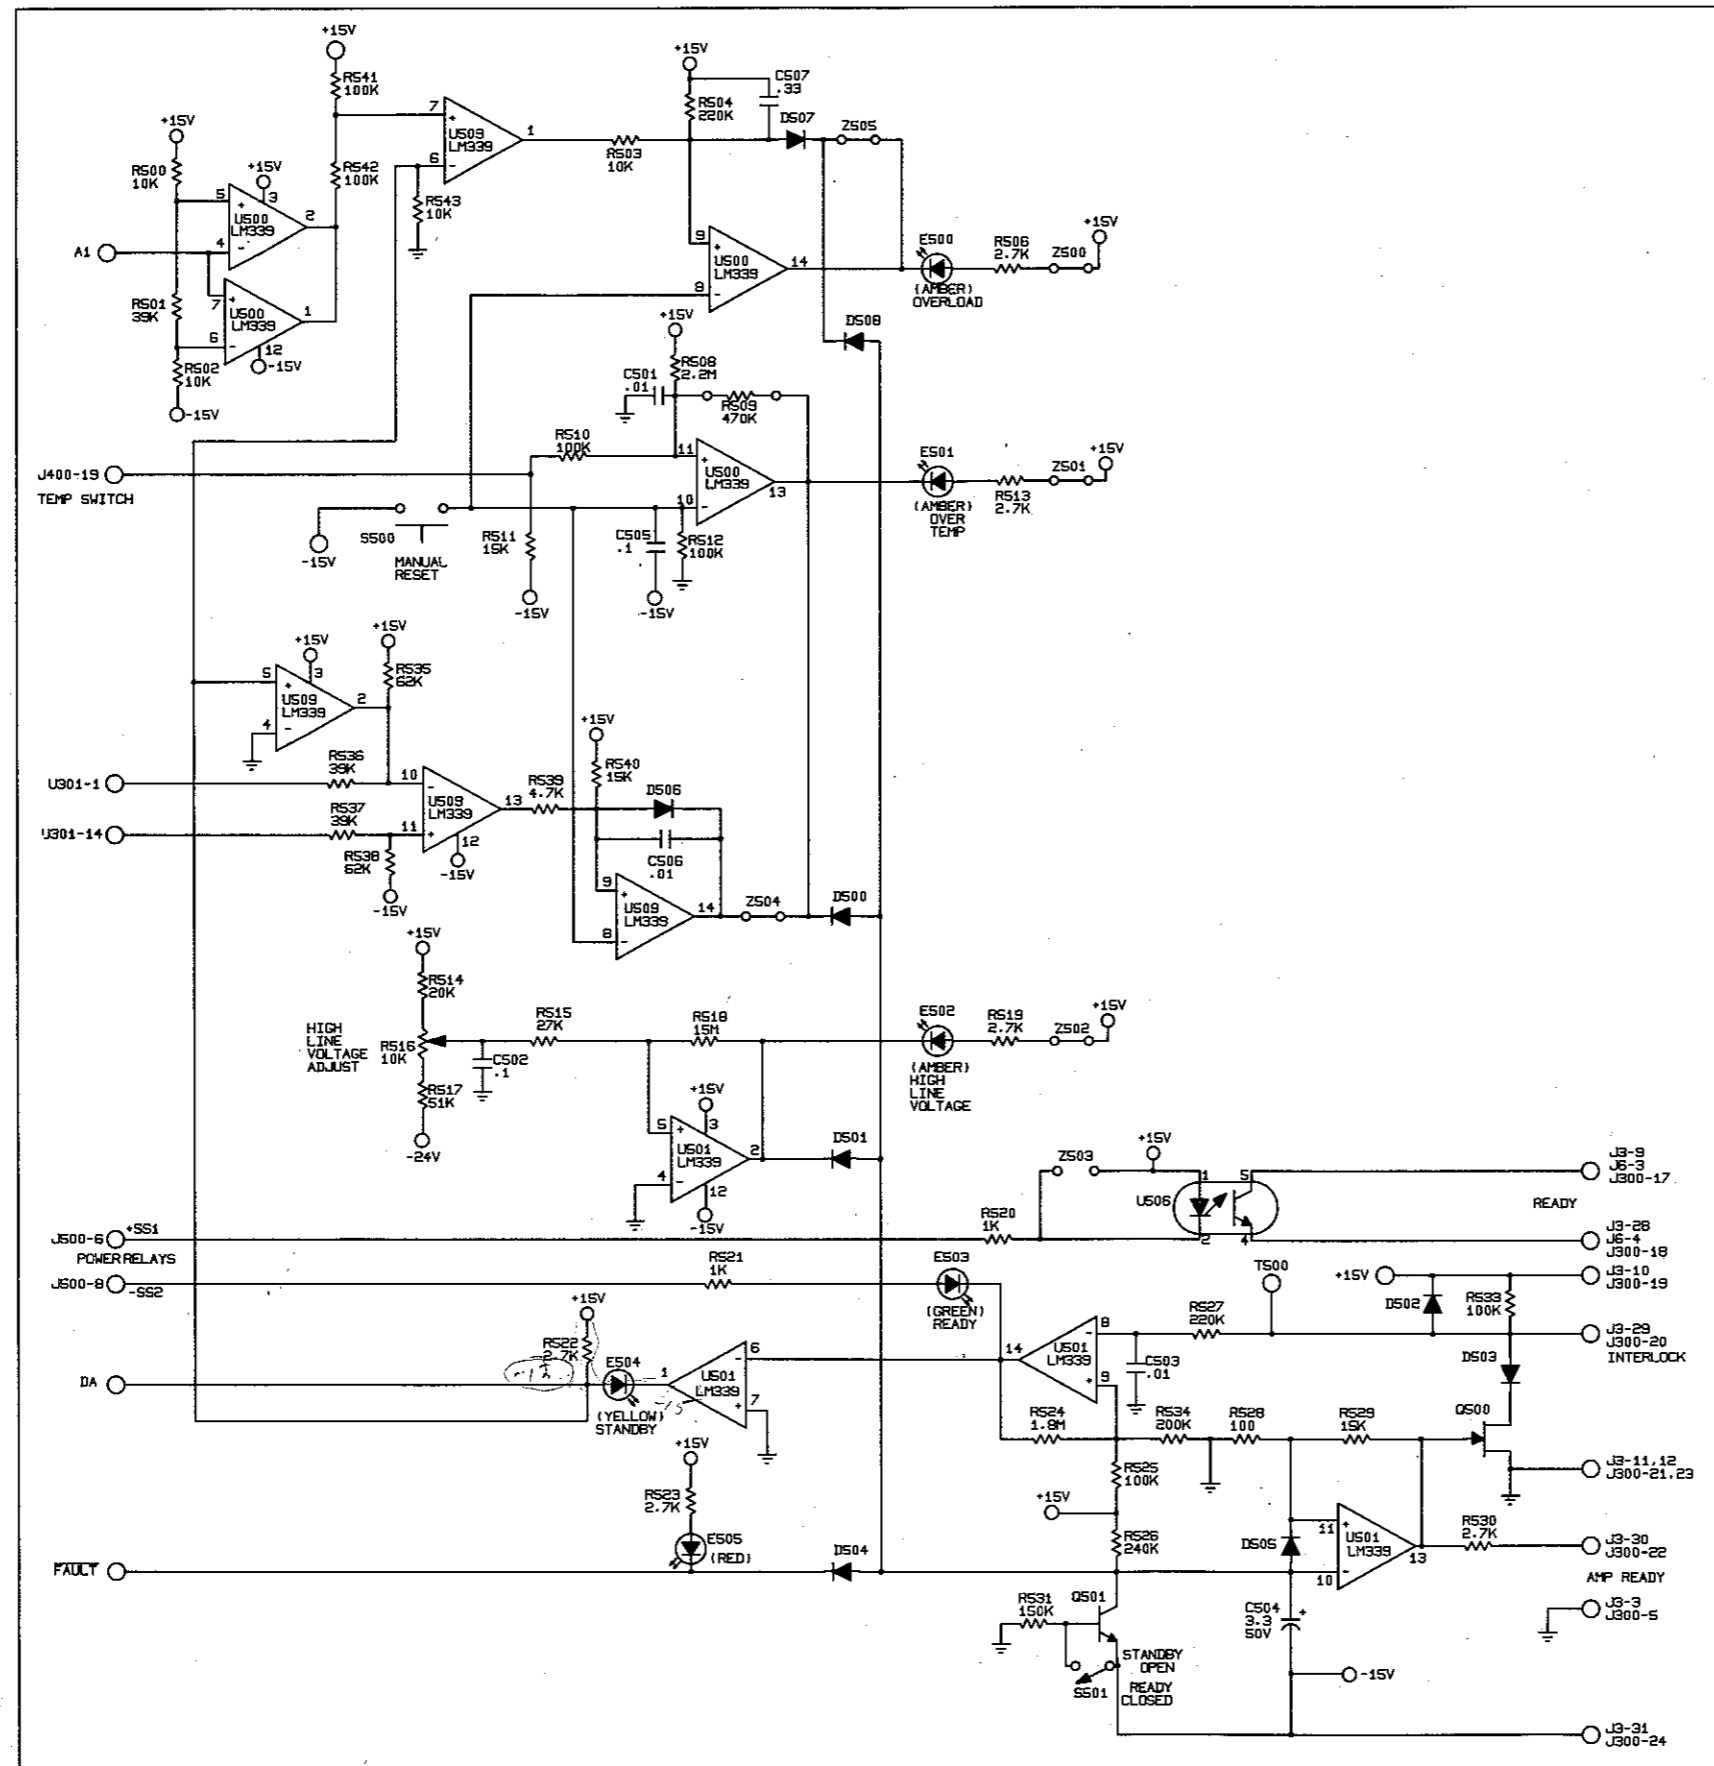 +15V
R541
100K
+15V
R500
10K
+15V
3
5
+
U500
LM339
2
4
-
A1
R542
100K
7
+
U509
LM339
1
6
-
R543
10K
R501
39K
7
+
U500
LM339
1
6
-
12
-15V
R502
10K
-15V
+15V
C507
.33
R504
220K
D507
Z505
R503
10K
9
+
U500
LM339
14
8
-
E500
(AMBER)
OVERLOAD
R506
2.7K
Z500
+15V
D508
+15V
R508
2.2M
C501
.01
R509
470K
R510
100K
J400-19
TEMP SWITCH
11
+
U500
LM339
13
10
-
E501
(AMBER)
OVER
TEMP
R513
2.7K
Z501
+15V
-15V
S500
MANUAL
RESET
R511
15K
-15V
C505
.1
-15V
R512
100K
+15V
3
5
+
U509
LM339
2
4
-
+15V
R535
62K
U301-1
R536
39K
U301-14
R537
39K
R538
62K
-15V
10
-
U509
LM339
13
11
+
12
-15V
R539
4.7K
+15V
R540
15K
D506
C506
.01
9
+
U509
LM339
14
8
-
Z504
D500
+15V
R514
20K
HIGH
LINE
VOLTAGE
ADJUST
R516
10K
R517
51K
-24V
C502
.1
R515
27K
R518
15M
+15V
3
5
+
U501
LM339
2
4
-
12
-15V
D501
E502
(AMBER)
HIGH
LINE
VOLTAGE
R519
2.7K
Z502
+15V
Z503
+15V
1
5
U506
2
4
J3-9
J6-3
J300-17
READY
J3-28
J6-4
J300-18
J500-6
+SS1
POWER RELAYS
R520
1K
J500-8
-SS2
R521
1K
E503
(GREEN)
READY
+15V
R522
2.7K
-15
DA
E504
(YELLOW)
STANDBY
1
U501
LM339
6
-
7
+
-15
14
U501
LM339
8
-
9
+
C503
.01
R527
220K
T500
+15V
D502
R533
100K
J3-10
J300-19
J3-29
J300-20
INTERLOCK
D503
Q500
J3-11,12
J300-21,23
R524
1.8M
R534
200K
R528
100
R529
15K
R525
100K
+15V
R526
240K
+15V
R523
2.7K
E505
(RED)
FAULT
D504
D505
11
+
U501
LM339
13
10
-
R530
2.7K
J3-30
J300-22
AMP READY
J3-3
J300-5
R531
150K
Q501
STANDBY
OPEN
S501
READY
CLOSED
C504
3.3
50V
+
-15V
J3-31
J300-24